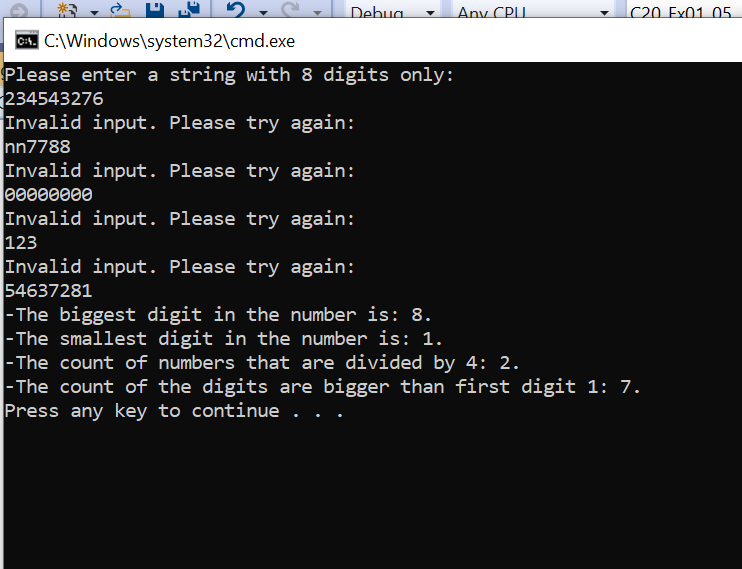 Debug Any CPU C20_Ex01_05
C:\Windows\system32\cmd.exe
Please enter a string with 8 digits only:
234543276
Invalid input. Please try again:
nn7788
Invalid input. Please try again:
00000000
Invalid input. Please try again:
123
Invalid input. Please try again:
54637281
-The biggest digit in the number is: 8.
-The smallest digit in the number is: 1.
-The count of numbers that are divided by 4: 2.
-The count of the digits are bigger than first digit 1: 7.
Press any key to continue . . .